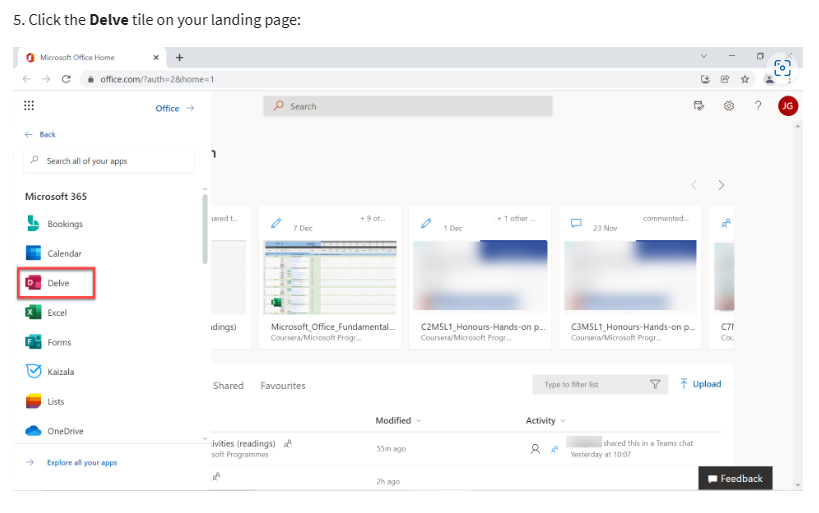 5. Click the Delve tile on your landing page:
Microsoft Office Home
office.com/?auth=2&home=1
Office →
Search
JG
← Back
Search all of your apps
Microsoft 365
Bookings
Calendar
Delve
Excel
Forms
Kaizala
Lists
OneDrive
→ Explore all your apps
n
ared t...
+ 9 ot...
7 Dec
+ 1 other ...
1 Dec
commented...
23 Nov
dings)
Microsoft_Office_Fundamental...
Coursera/Microsoft Progr...
C2M5L1_Honours-Hands-on p...
Coursera/Microsoft Progr...
C3M5L1_Honours-Hands-on p...
Coursera/Microsoft Progr...
Cou
Shared
Favourites
Type to filter list
Upload
Modified
Activity
ivities (readings)
soft Programmes
55m ago
shared this in a Teams chat
Yesterday at 10:07
2h ago
Feedback